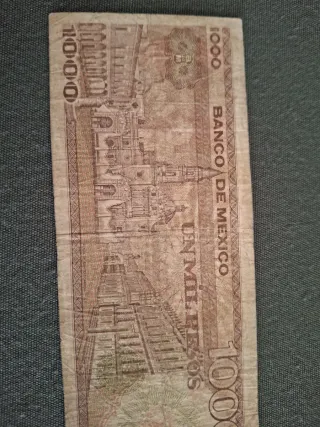 1000
BANCO DE MEXICO
1000
UN MIL PESOS